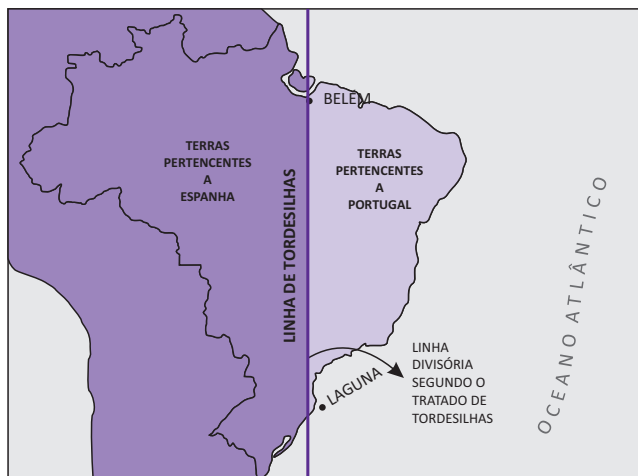 BELÉM
TERRAS
PERTENCENTES
A
ESPANHA
LINHA DE TORDESILHAS
TERRAS
PERTENCENTES
A
PORTUGAL
OCEANO ATLÂNTICO
LINHA
DIVISÓRIA
SEGUNDO O
TRATADO DE
TORDESILHAS
LAGUNA